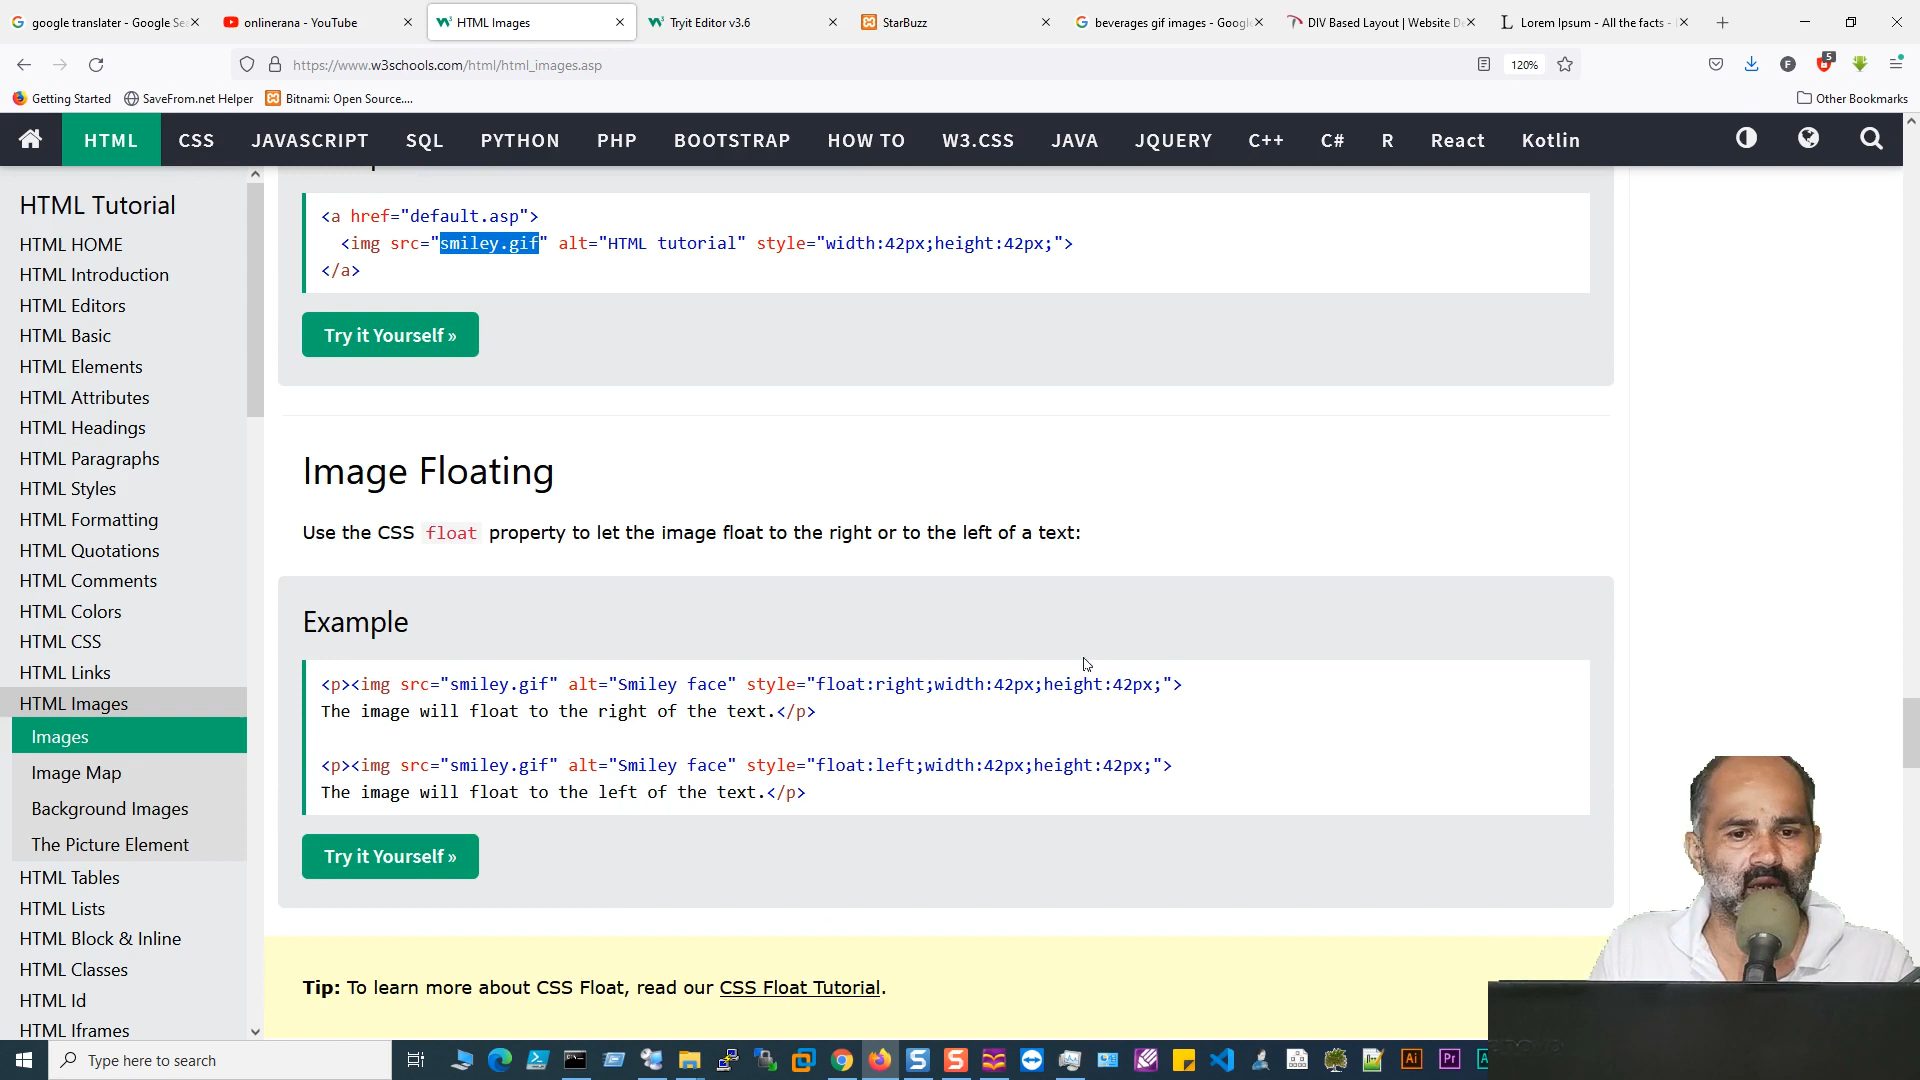 google translater - Google Se
onlinerana - YouTube
HTML Images
Tryit Editor v3.6
StarBuzz
beverages gif images - Google
DIV Based Layout | Website De
Lorem Ipsum - All the facts -
https://www.w3schools.com/html/html_images.asp
120%
5
Getting Started
SaveFrom.net Helper
Bitnami: Open Source....
Other Bookmarks
HTML CSS JAVASCRIPT SQL PYTHON PHP BOOTSTRAP HOW TO W3.CSS JAVA JQUERY C++ C# R React Kotlin
HTML Tutorial
HTML HOME
HTML Introduction
HTML Editors
HTML Basic
HTML Elements
HTML Attributes
HTML Headings
HTML Paragraphs
HTML Styles
HTML Formatting
HTML Quotations
HTML Comments
HTML Colors
HTML CSS
HTML Links
HTML Images
Images
Image Map
Background Images
The Picture Element
HTML Tables
HTML Lists
HTML Block & Inline
HTML Classes
HTML Id
HTML Iframes
<a href="default.asp">
<img src="smiley.gif" alt="HTML tutorial" style="width:42px;height:42px;">
</a>
Try it Yourself »
Image Floating
Use the CSS float property to let the image float to the right or to the left of a text:
Example
<p><img src="smiley.gif" alt="Smiley face" style="float:right;width:42px;height:42px;">
The image will float to the right of the text.</p>
<p><img src="smiley.gif" alt="Smiley face" style="float:left;width:42px;height:42px;">
The image will float to the left of the text.</p>
Try it Yourself »
Tip: To learn more about CSS Float, read our CSS Float Tutorial.
Type here to search
Ai
Pr